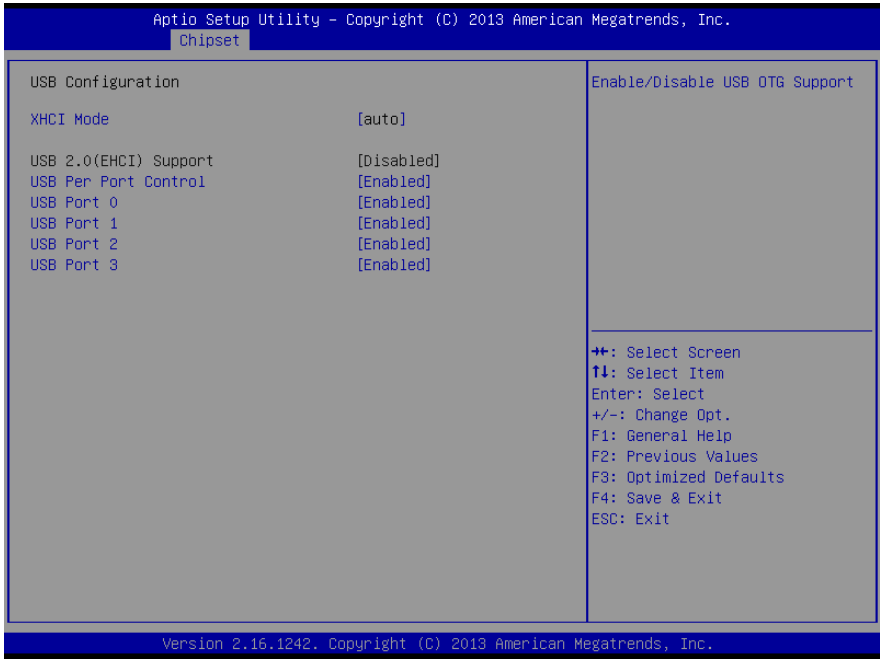 Aptio Setup Utility – Copyright (C) 2013 American Megatrends, Inc.
Chipset
USB Configuration
XHCI Mode [auto]
USB 2.0(EHCI) Support [Disabled]
USB Per Port Control [Enabled]
USB Port 0 [Enabled]
USB Port 1 [Enabled]
USB Port 2 [Enabled]
USB Port 3 [Enabled]
Enable/Disable USB OTG Support
→←: Select Screen
↑↓: Select Item
Enter: Select
+/-: Change Opt.
F1: General Help
F2: Previous Values
F3: Optimized Defaults
F4: Save & Exit
ESC: Exit
Version 2.16.1242. Copyright (C) 2013 American Megatrends, Inc.